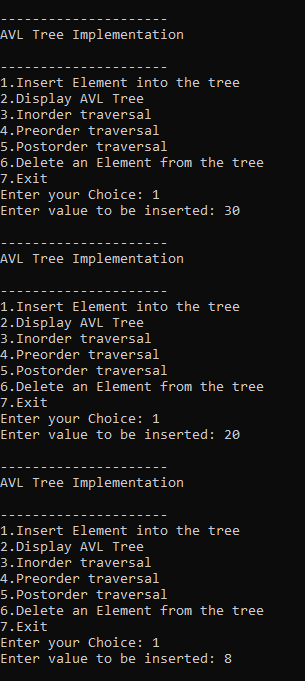 ---------------------
AVL Tree Implementation
---------------------
1.Insert Element into the tree
2.Display AVL Tree
3.Inorder traversal
4.Preorder traversal
5.Postorder traversal
6.Delete an Element from the tree
7.Exit
Enter your Choice: 1
Enter value to be inserted: 30
---------------------
AVL Tree Implementation
---------------------
1.Insert Element into the tree
2.Display AVL Tree
3.Inorder traversal
4.Preorder traversal
5.Postorder traversal
6.Delete an Element from the tree
7.Exit
Enter your Choice: 1
Enter value to be inserted: 20
---------------------
AVL Tree Implementation
---------------------
1.Insert Element into the tree
2.Display AVL Tree
3.Inorder traversal
4.Preorder traversal
5.Postorder traversal
6.Delete an Element from the tree
7.Exit
Enter your Choice: 1
Enter value to be inserted: 8